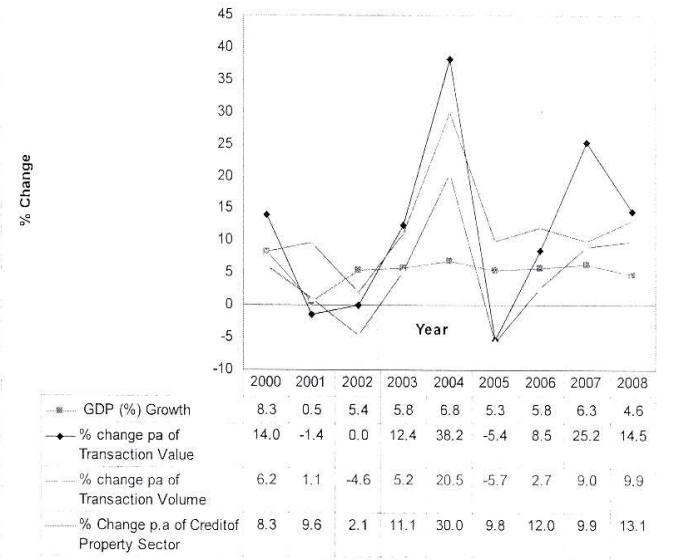 45
40
35
30
25
20
15
10
5
0
-5
-10
% Change
Year
2000 2001 2002 2003 2004 2005 2006 2007 2008
GDP (%) Growth 8.3 0.5 5.4 5.8 6.8 5.3 5.8 6.3 4.6
% change pa of 14.0 -1.4 0.0 12.4 38.2 -5.4 8.5 25.2 14.5
Transaction Value
% change pa of 6.2 1.1 -4.6 5.2 20.5 -5.7 2.7 9.0 9.9
Transaction Volume
% Change p.a of Creditof 8.3 9.6 2.1 11.1 30.0 9.8 12.0 9.9 13.1
Property Sector